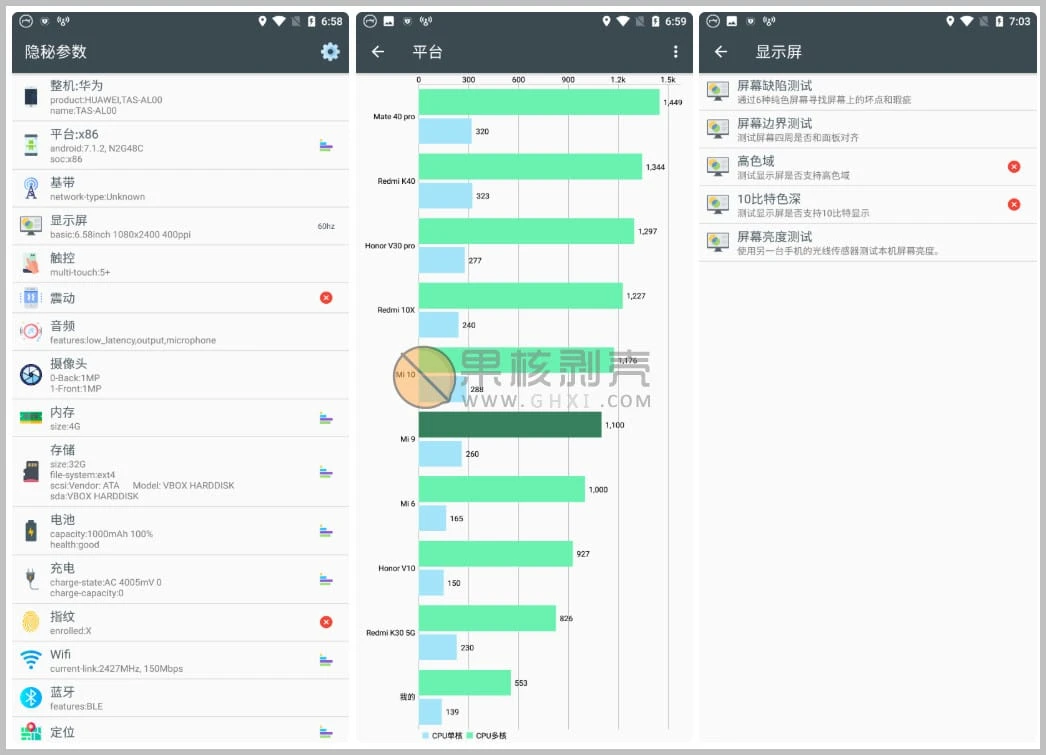 6:58
隐秘参数
整机:华为
product:HUAWEI,TAS-AL00
name:TAS-AL00
平台:x86
android:7.1.2, N2G48C
soc:x86
基带
network-type:Unknown
显示屏
basic:6.58inch 1080x2400 400ppi
60hz
触控
multi-touch:5+
震动
音频
features:low_latency,output,microphone
摄像头
0-Back:1MP
1-Front:1MP
内存
size:4G
存储
size:32G
file-system:ext4
scsi:Vendor: ATA Model: VBOX HARDDISK
sda:VBOX HARDDISK
电池
capacity:1000mAh 100%
health:good
充电
charge-state:AC 4005mV 0
charge-capacity:0
指纹
enrolled:X
Wifi
current-link:2427MHz, 150Mbps
蓝牙
features:BLE
定位
6:59
平台
0 300 600 900 1.2k 1.5k
1,449
Mate 40 pro
320
1,344
Redmi K40
323
1,297
Honor V30 pro
277
1,227
Redmi 10X
240
1,176
Mi 10
288
果核剥壳
WWW.GHXI.COM
1,100
Mi 9
260
1,000
Mi 6
165
927
Honor V10
150
826
Redmi K30 5G
230
553
我的
139
CPU单核 CPU多核
7:03
显示屏
屏幕缺陷测试
通过6种纯色屏幕寻找屏幕上的坏点和瑕疵
屏幕边界测试
测试屏幕四周是否和面板对齐
高色域
测试显示屏是否支持高色域
10比特色深
测试显示屏是否支持10比特显示
屏幕亮度测试
使用另一台手机的光线传感器测试本机屏幕亮度。